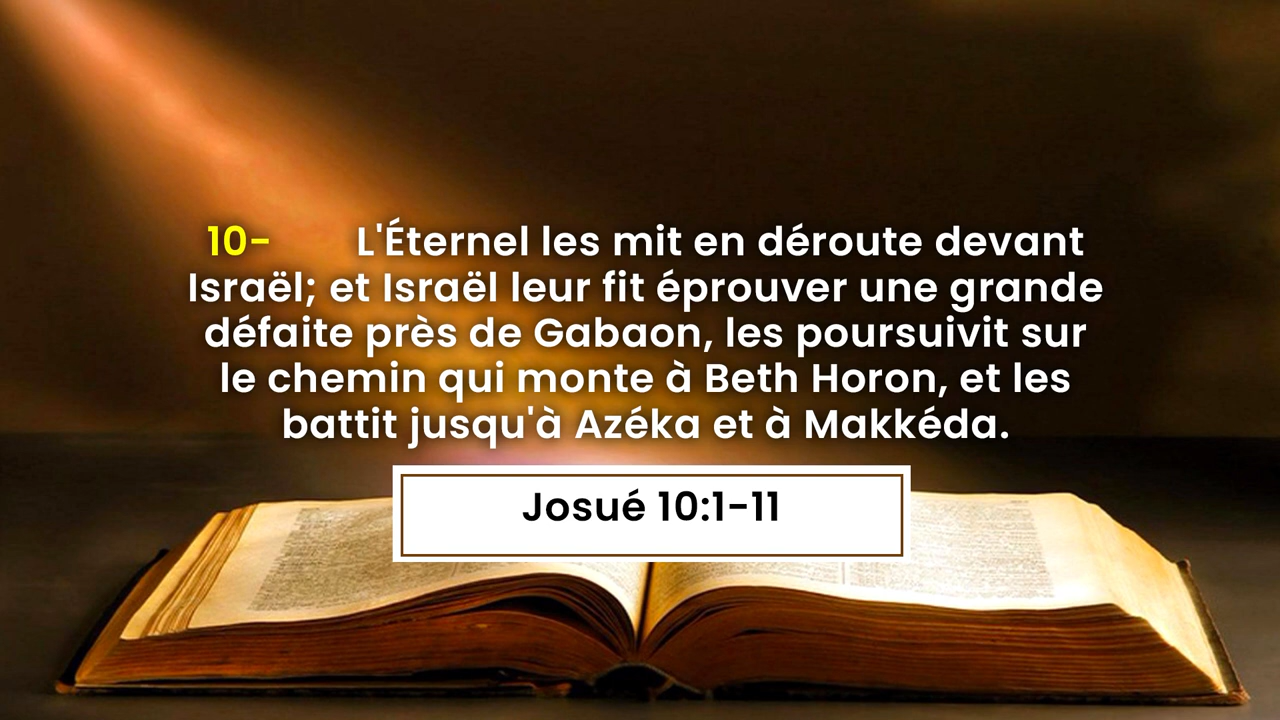 10- L'Éternel les mit en déroute devant
Israël; et Israël leur fit éprouver une grande
défaite près de Gabaon, les poursuivit sur
le chemin qui monte à Beth Horon, et les
battit jusqu'à Azéka et à Makkéda.
Josué 10:1-11